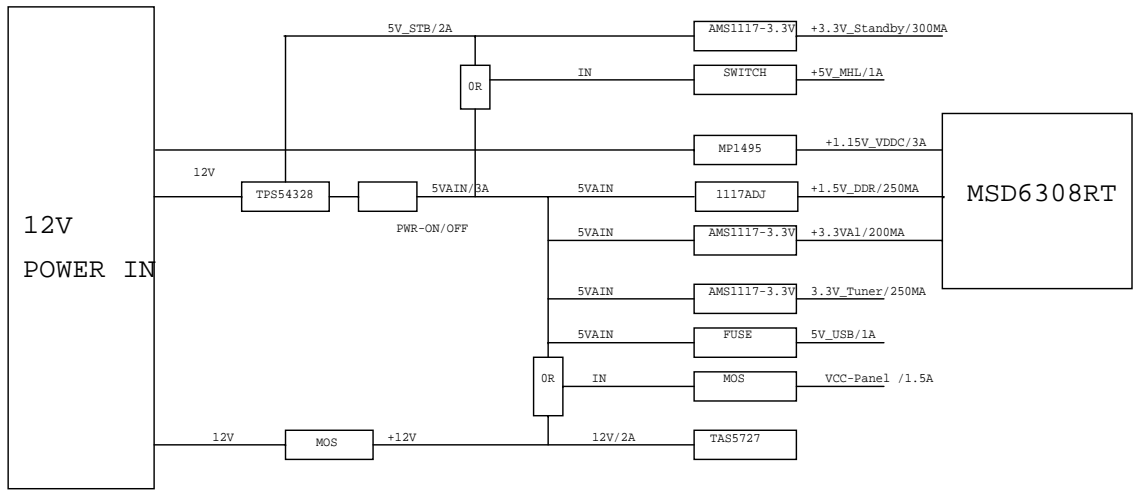 5V_STB/2A
AMS1117-3.3V
+3.3V_Standby/300MA
0R
IN
SWITCH
+5V_MHL/1A
MP1495
+1.15V_VDDC/3A
12V
TPS54328
5VAIN/3A
5VAIN
1117ADJ
+1.5V_DDR/250MA
MSD6308RT
PWR-ON/OFF
12V
POWER IN
5VAIN
AMS1117-3.3V
+3.3VA1/200MA
5VAIN
AMS1117-3.3V
3.3V_Tuner/250MA
5VAIN
FUSE
5V_USB/1A
0R
IN
MOS
VCC-Panel /1.5A
12V
MOS
+12V
12V/2A
TAS5727